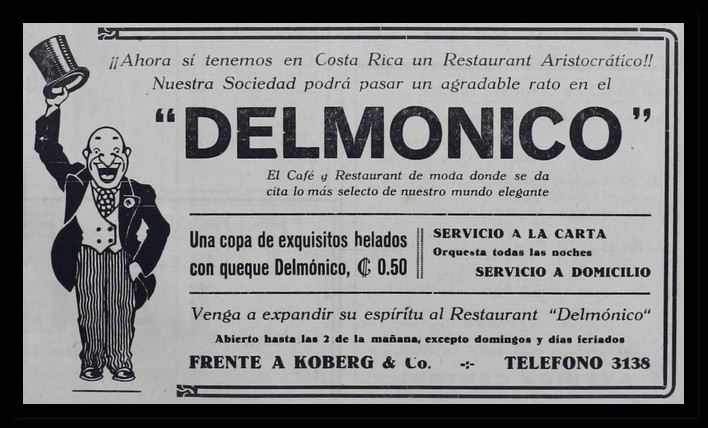 ¡¡Ahora sí tenemos en Costa Rica un Restaurant Aristocrático!!
Nuestra Sociedad podrá pasar un agradable rato en el
“DELMONICO”
El Café y Restaurant de moda donde se da
cita lo más selecto de nuestro mundo elegante
Una copa de exquisitos helados
con queque Delmónico, ₡ 0.50
SERVICIO A LA CARTA
Orquesta todas las noches
SERVICIO A DOMICILIO
Venga a expandir su espíritu al Restaurant “Delmónico“
Abierto hasta las 2 de la mañana, excepto domingos y días feriados
FRENTE A KOBERG & Co. -:- TELEFONO 3138